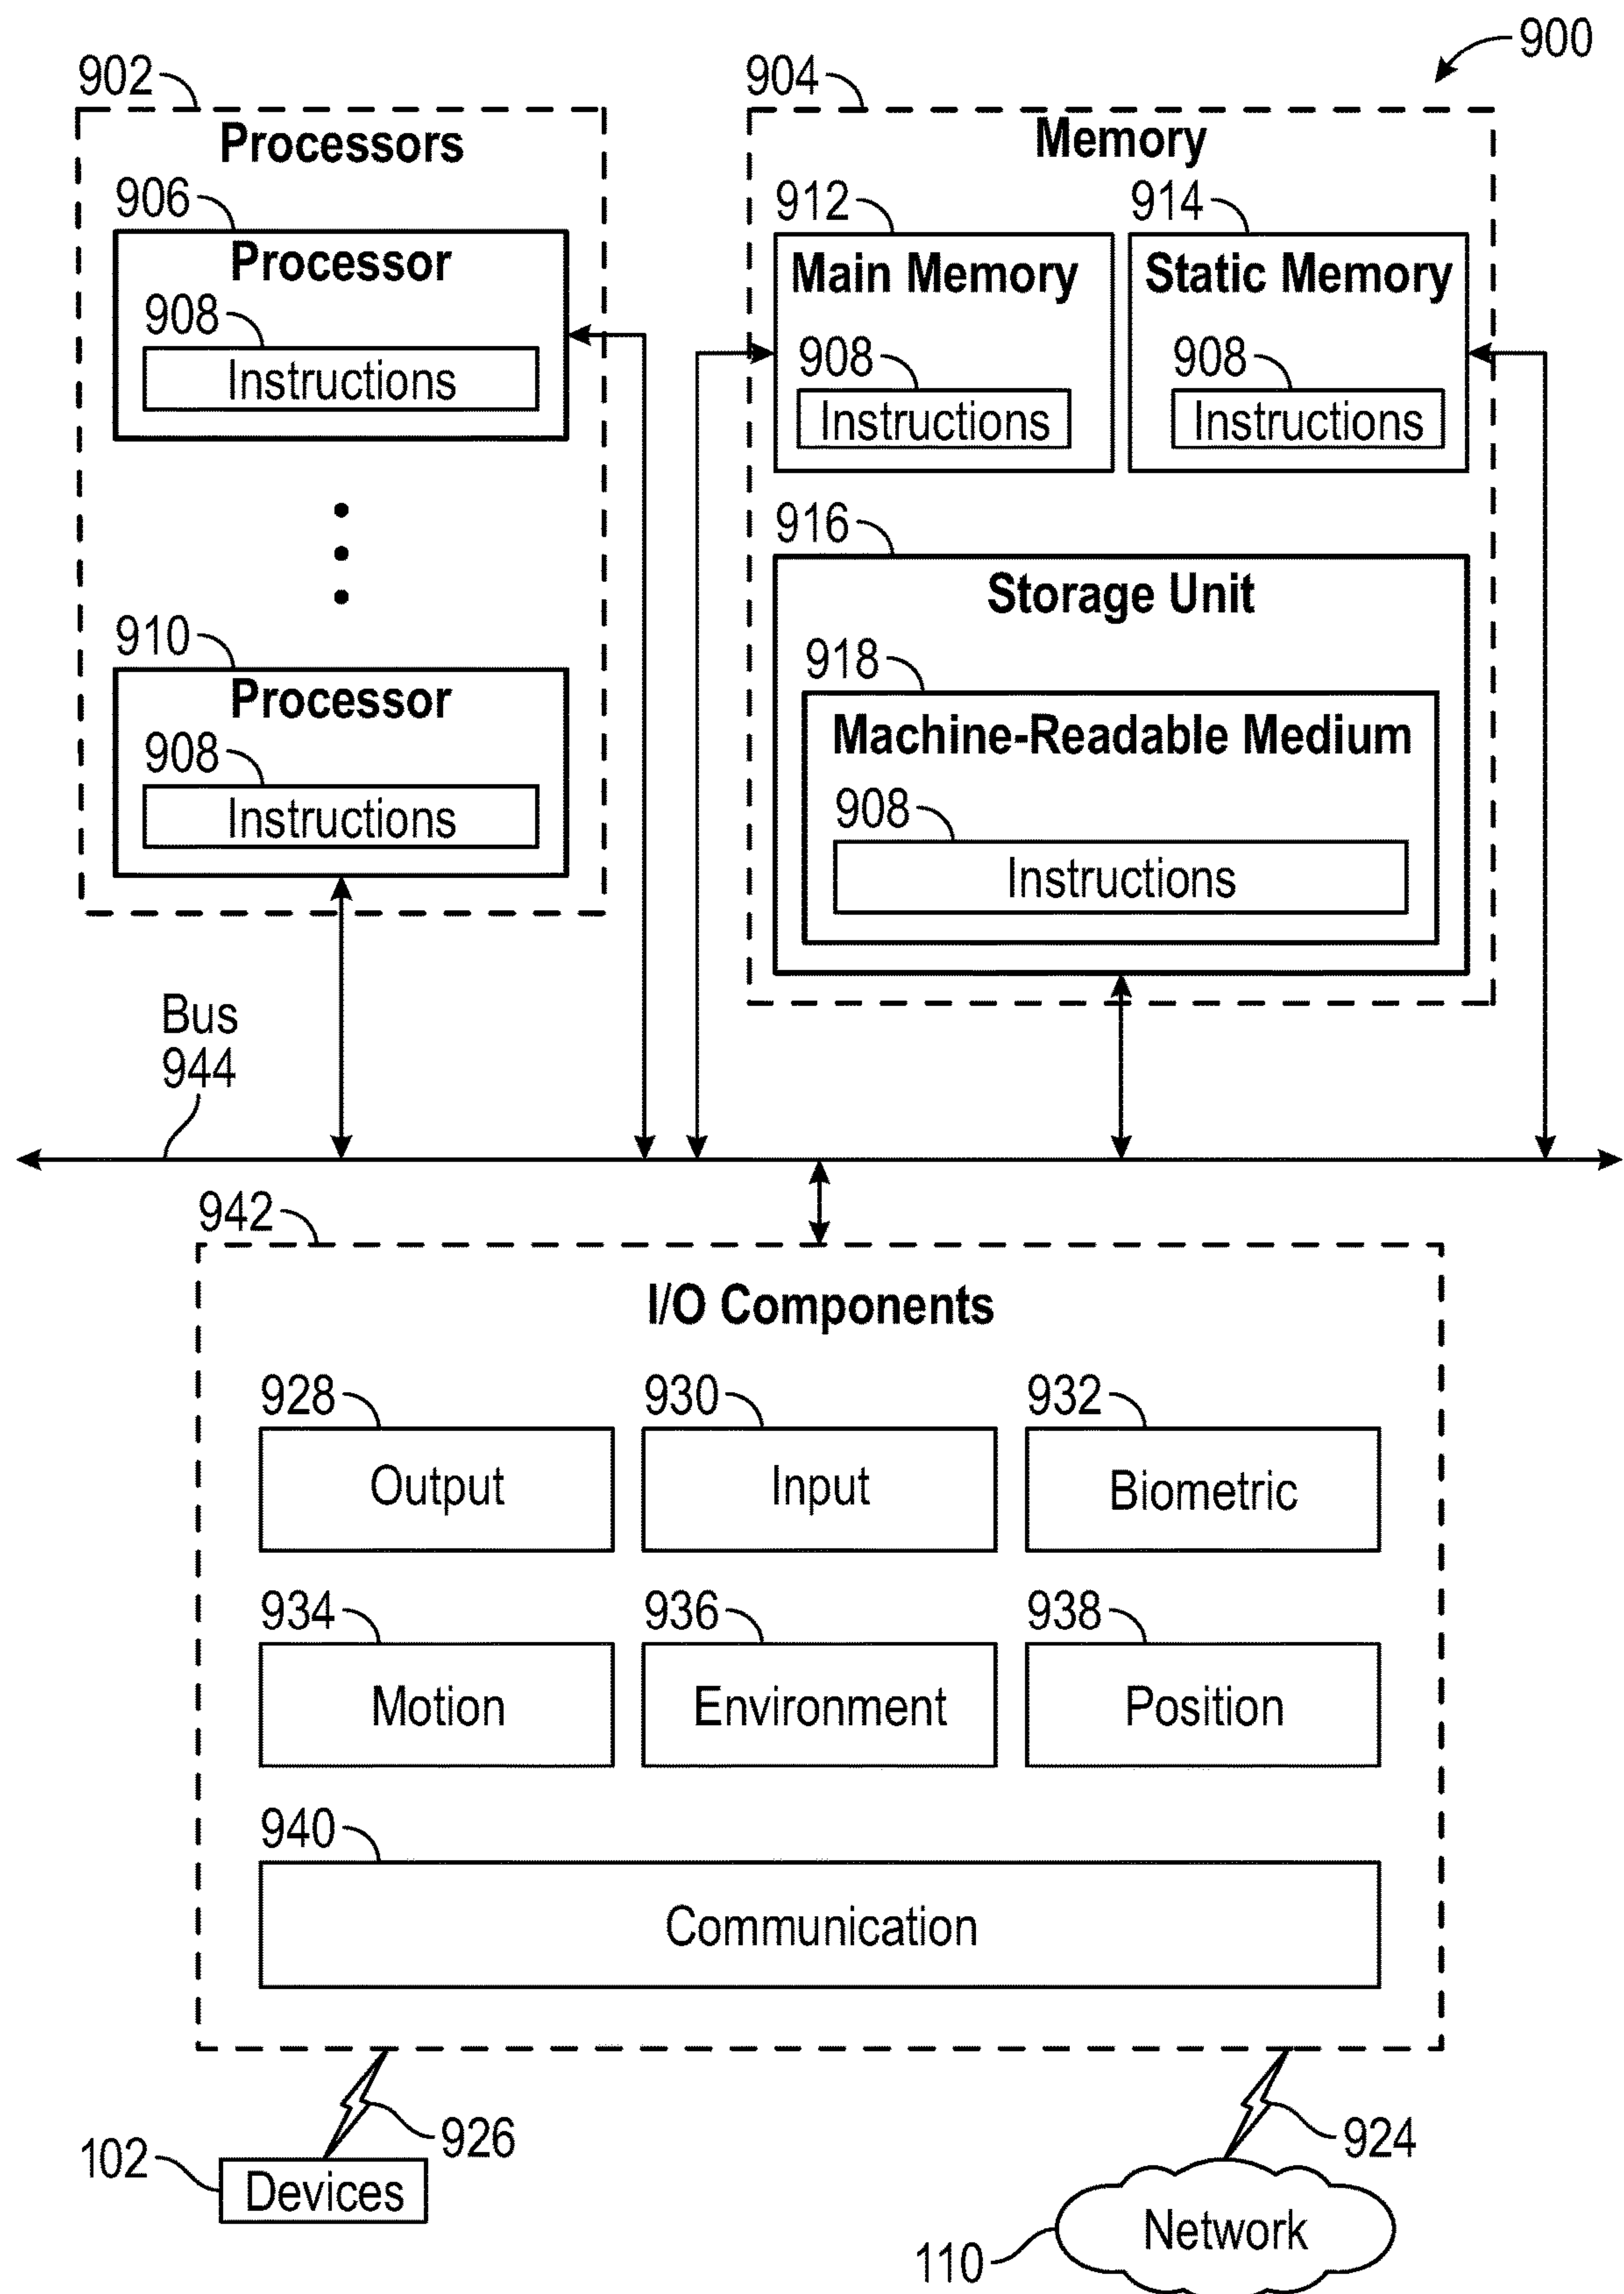 900
902
Processors
906
Processor
908
Instructions
910
Processor
908
Instructions
904
Memory
912
Main Memory
908
Instructions
914
Static Memory
908
Instructions
916
Storage Unit
918
Machine-Readable Medium
908
Instructions
Bus
944
942
I/O Components
928
Output
930
Input
932
Biometric
934
Motion
936
Environment
938
Position
940
Communication
926
102
Devices
924
110
Network